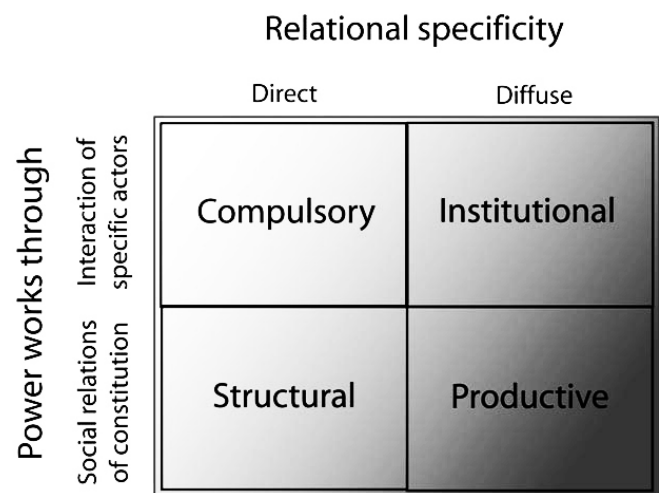 Relational specificity
Direct Diffuse
Power works through
Interaction of
specific actors
Compulsory Institutional
Social relations
of constitution
Structural Productive